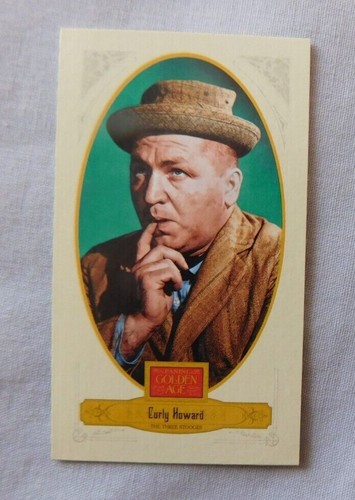 GOLDEN
AGE
Curly Howard
THE THREE STOOGES